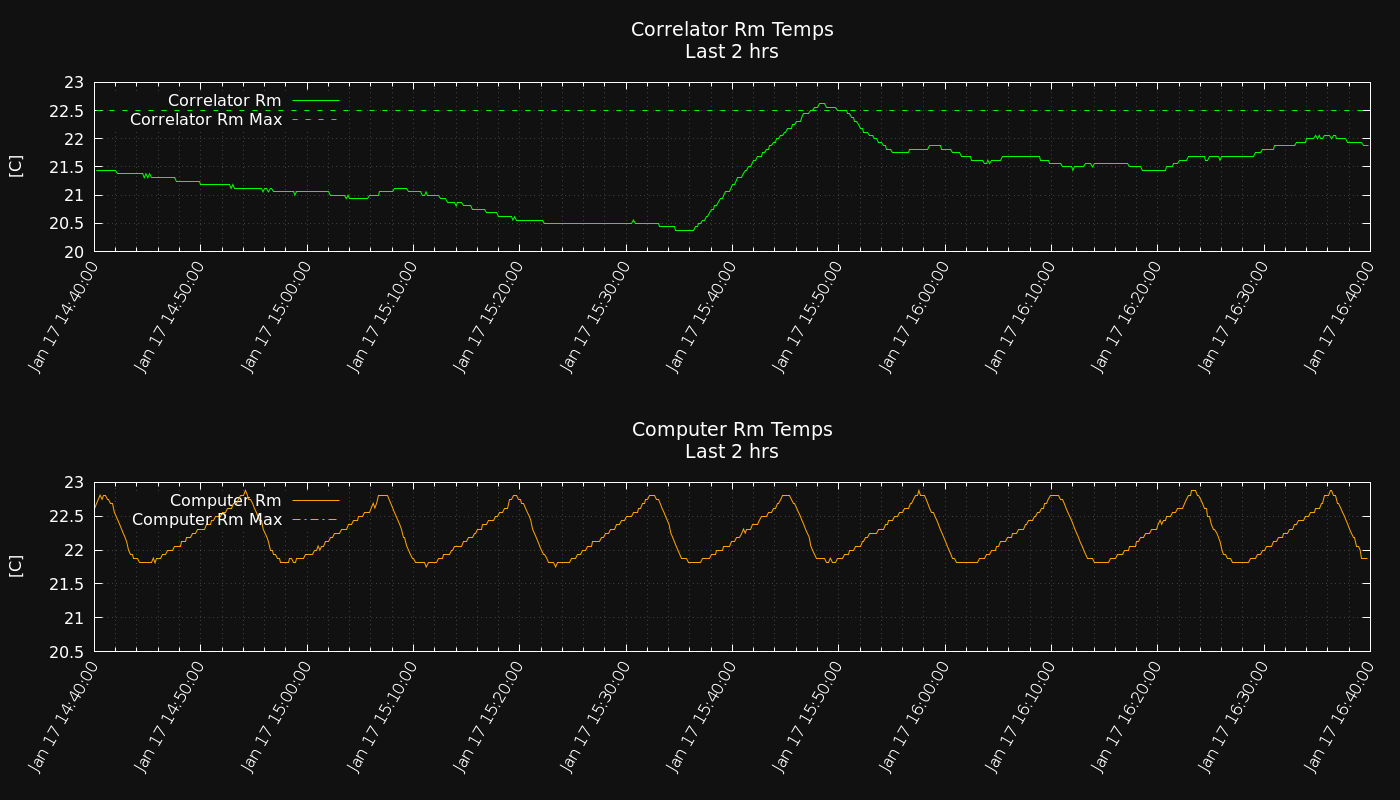 Correlator Rm Temps
Last 2 hrs
[C]
23
22.5
22
21.5
21
20.5
20
Correlator Rm
Correlator Rm Max
Jan 17 14:40:00
Jan 17 14:50:00
Jan 17 15:00:00
Jan 17 15:10:00
Jan 17 15:20:00
Jan 17 15:30:00
Jan 17 15:40:00
Jan 17 15:50:00
Jan 17 16:00:00
Jan 17 16:10:00
Jan 17 16:20:00
Jan 17 16:30:00
Jan 17 16:40:00
Computer Rm Temps
Last 2 hrs
[C]
23
22.5
22
21.5
21
20.5
Computer Rm
Computer Rm Max
Jan 17 14:40:00
Jan 17 14:50:00
Jan 17 15:00:00
Jan 17 15:10:00
Jan 17 15:20:00
Jan 17 15:30:00
Jan 17 15:40:00
Jan 17 15:50:00
Jan 17 16:00:00
Jan 17 16:10:00
Jan 17 16:20:00
Jan 17 16:30:00
Jan 17 16:40:00